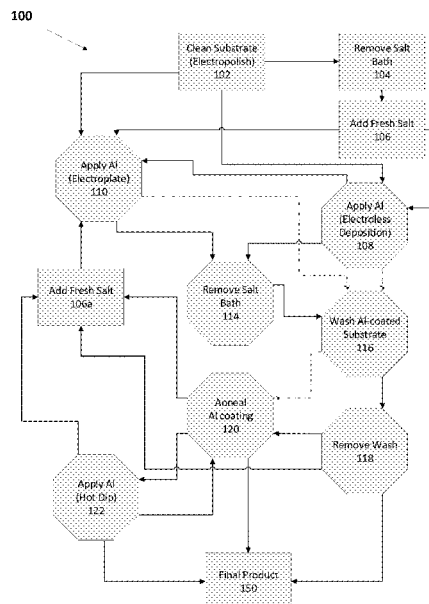 100
Clean Substrate
(Electropolish)
102
Remove Salt
Bath
104
Add Fresh Salt
106
Apply Al
(Electroplate)
110
Apply Al
(Electroless
Deposition)
108
Add Fresh Salt
106a
Remove Salt
Bath
114
Wash Al-coated
Substrate
116
Anneal
Al coating
120
Remove Wash
118
Apply Al
(Hot Dip)
122
Final Product
150